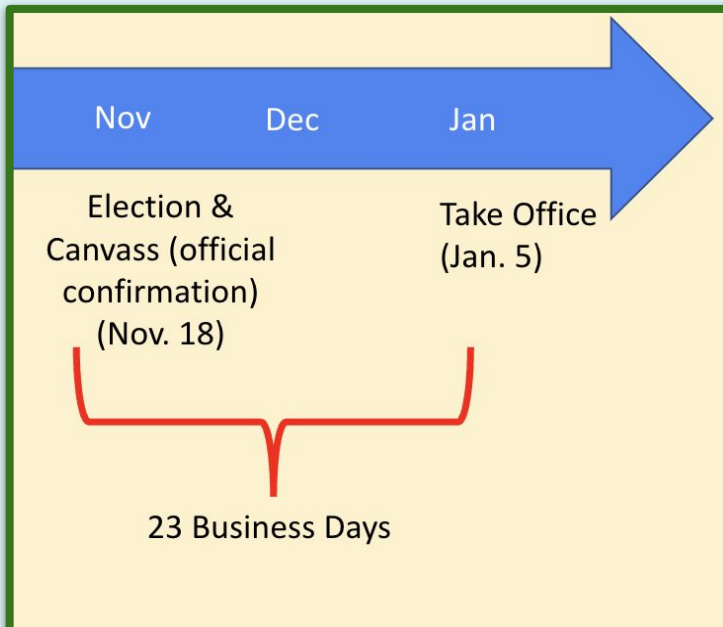 Nov Dec Jan
Election &
Canvass (official
confirmation)
(Nov. 18)
Take Office
(Jan. 5)
23 Business Days